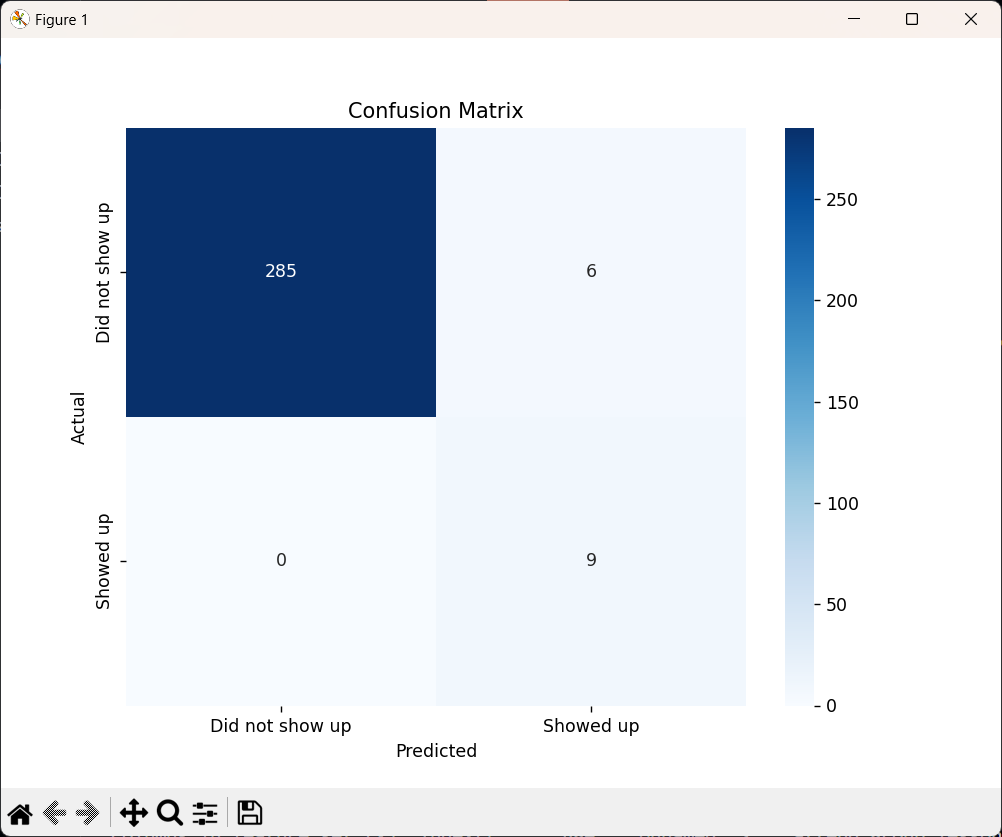 Figure 1
Confusion Matrix
Did not show up
Showed up
Actual
285
6
0
9
Did not show up
Showed up
Predicted
250
200
150
100
50
0